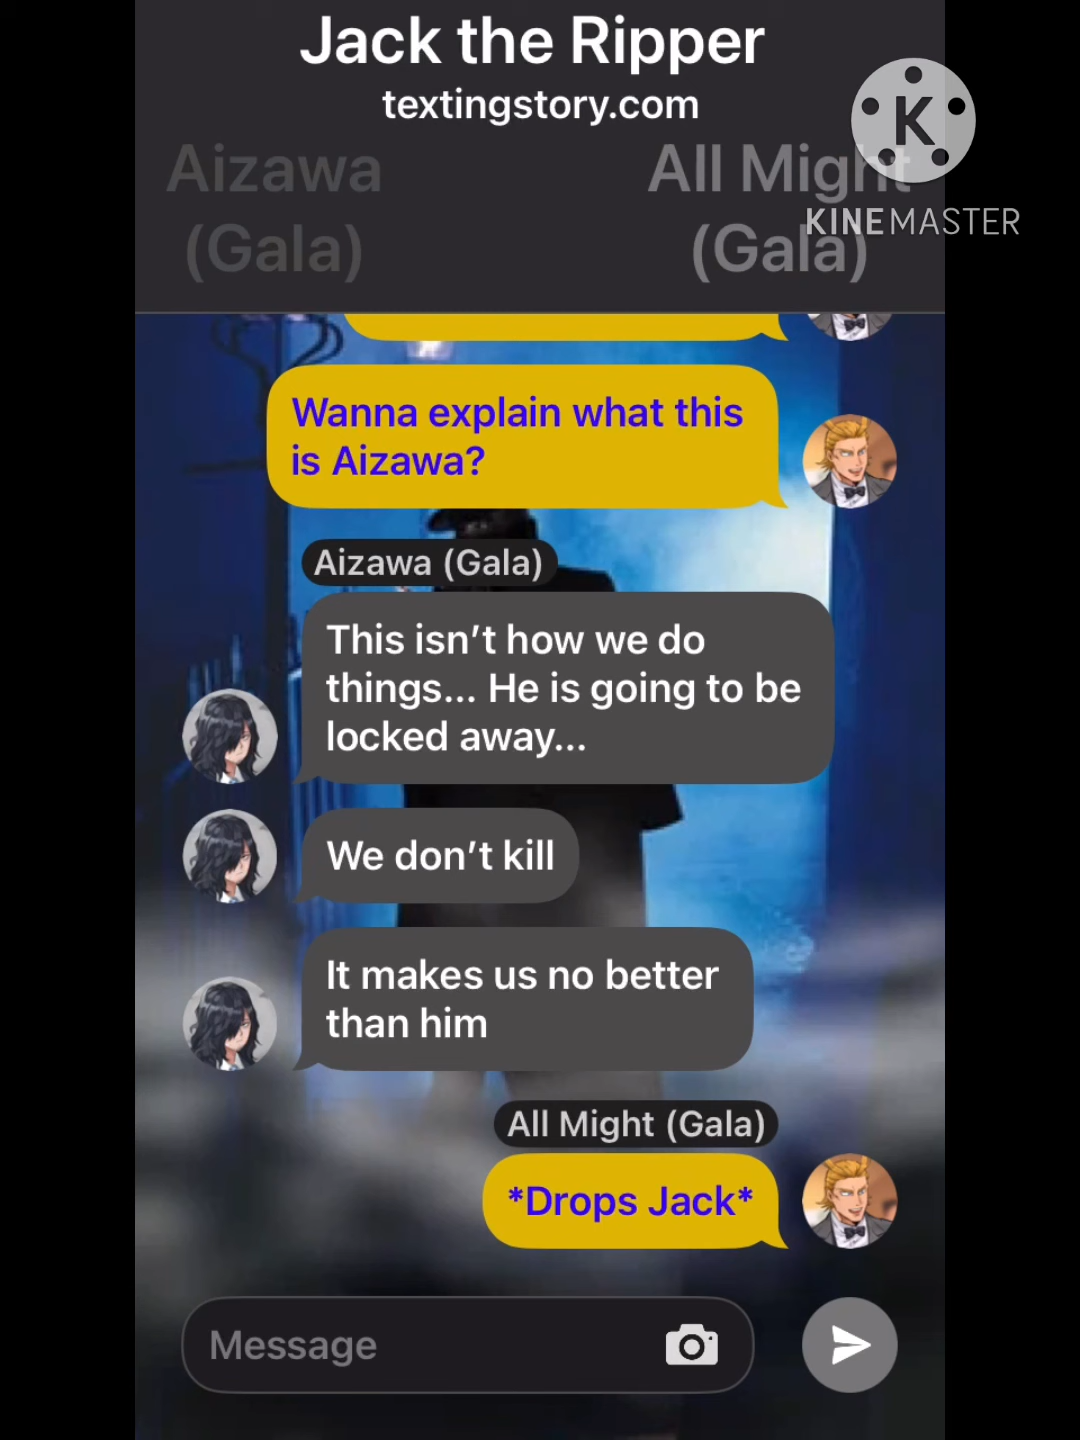 Jack the Ripper
textingstory.com
Aizawa
(Gala)
All Might
(Gala)
K
KINEMASTER
Wanna explain what this
is Aizawa?
Aizawa (Gala)
This isn’t how we do
things... He is going to be
locked away...
We don’t kill
It makes us no better
than him
All Might (Gala)
*Drops Jack*
Message